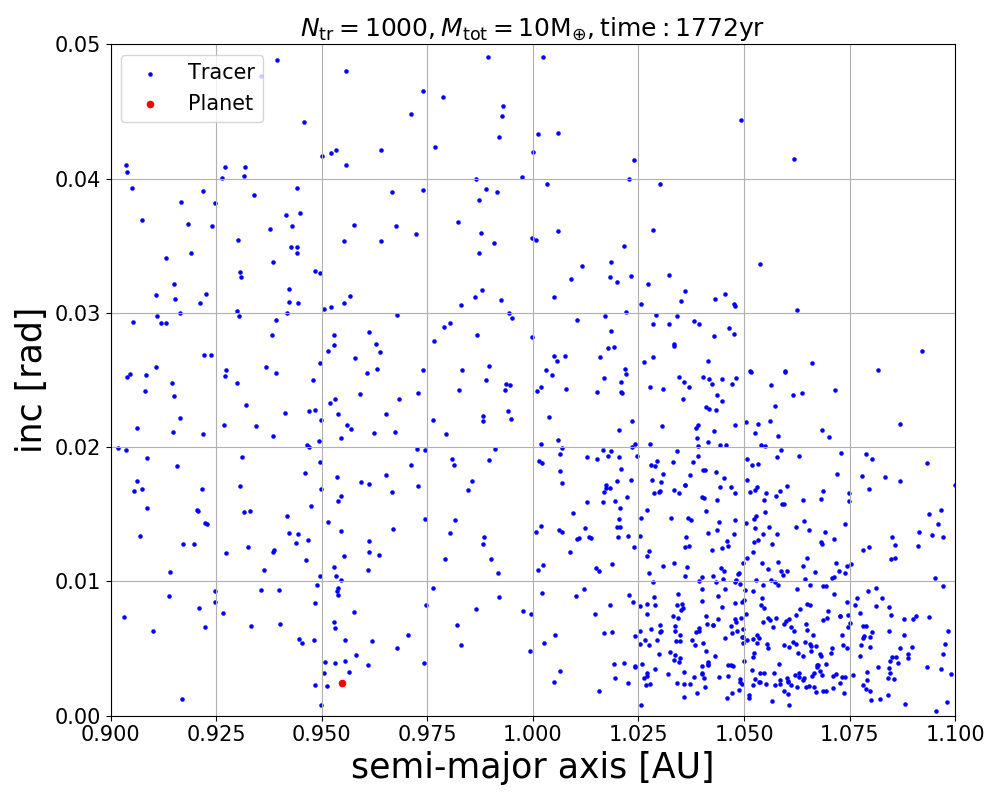 N_tr = 1000, M_tot = 10M_⊕, time : 1772yr
Tracer
Planet
inc [rad]
0.05
0.04
0.03
0.02
0.01
0.00
0.900 0.925 0.950 0.975 1.000 1.025 1.050 1.075 1.100
semi-major axis [AU]